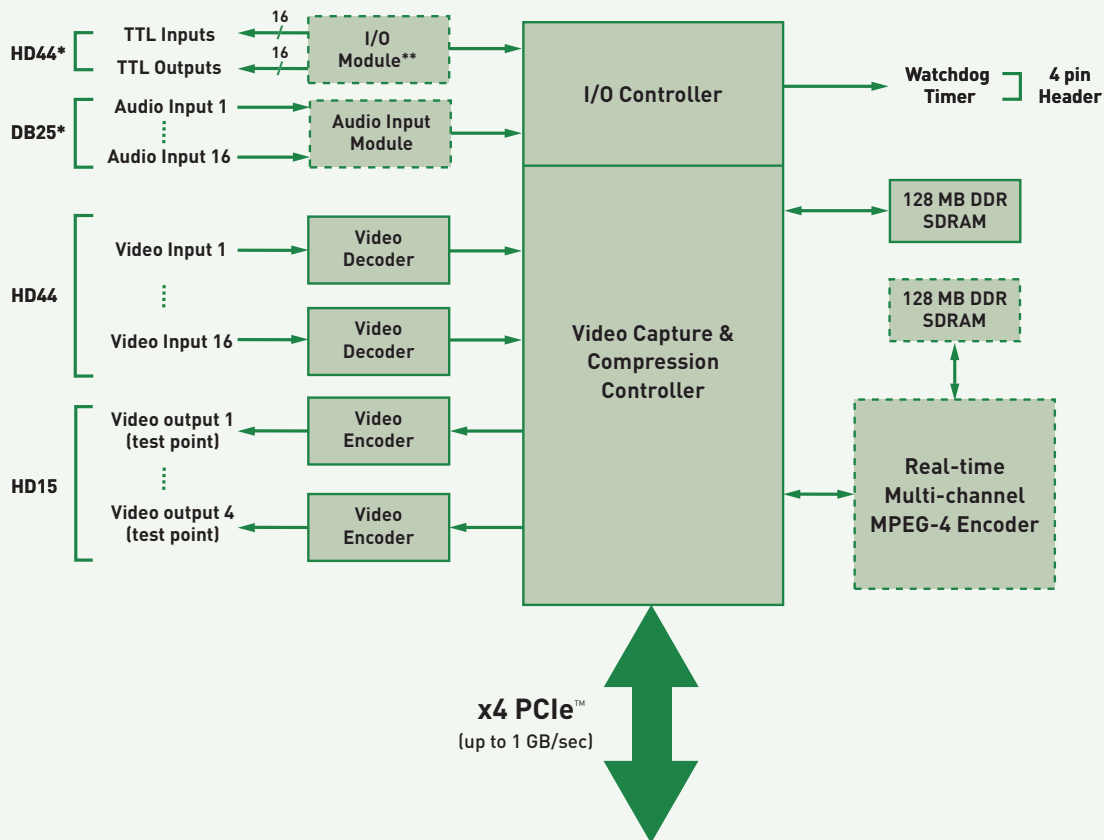 HD44*
TTL Inputs
16
TTL Outputs
16
I/O
Module**
DB25*
Audio Input 1
Audio Input 16
Audio Input
Module
HD44
Video Input 1
Video
Decoder
Video Input 16
Video
Decoder
HD15
Video output 1
(test point)
Video
Encoder
Video output 4
(test point)
Video
Encoder
I/O Controller
Video Capture &
Compression
Controller
Watchdog
Timer
4 pin
Header
128 MB DDR
SDRAM
128 MB DDR
SDRAM
Real-time
Multi-channel
MPEG-4 Encoder
x4 PCIe™
(up to 1 GB/sec)